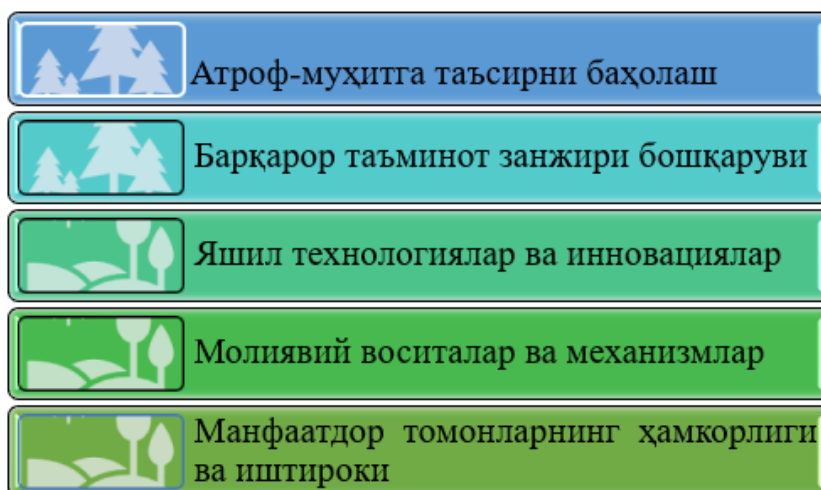 Атроф-муҳитга таъсирни баҳолаш
Барқарор таъминот занжири бошқаруви
Яшил технологиялар ва инновациялар
Молиявий воситалар ва механизмлар
Манфаатдор томонларнинг ҳамкорлиги
ва иштироки